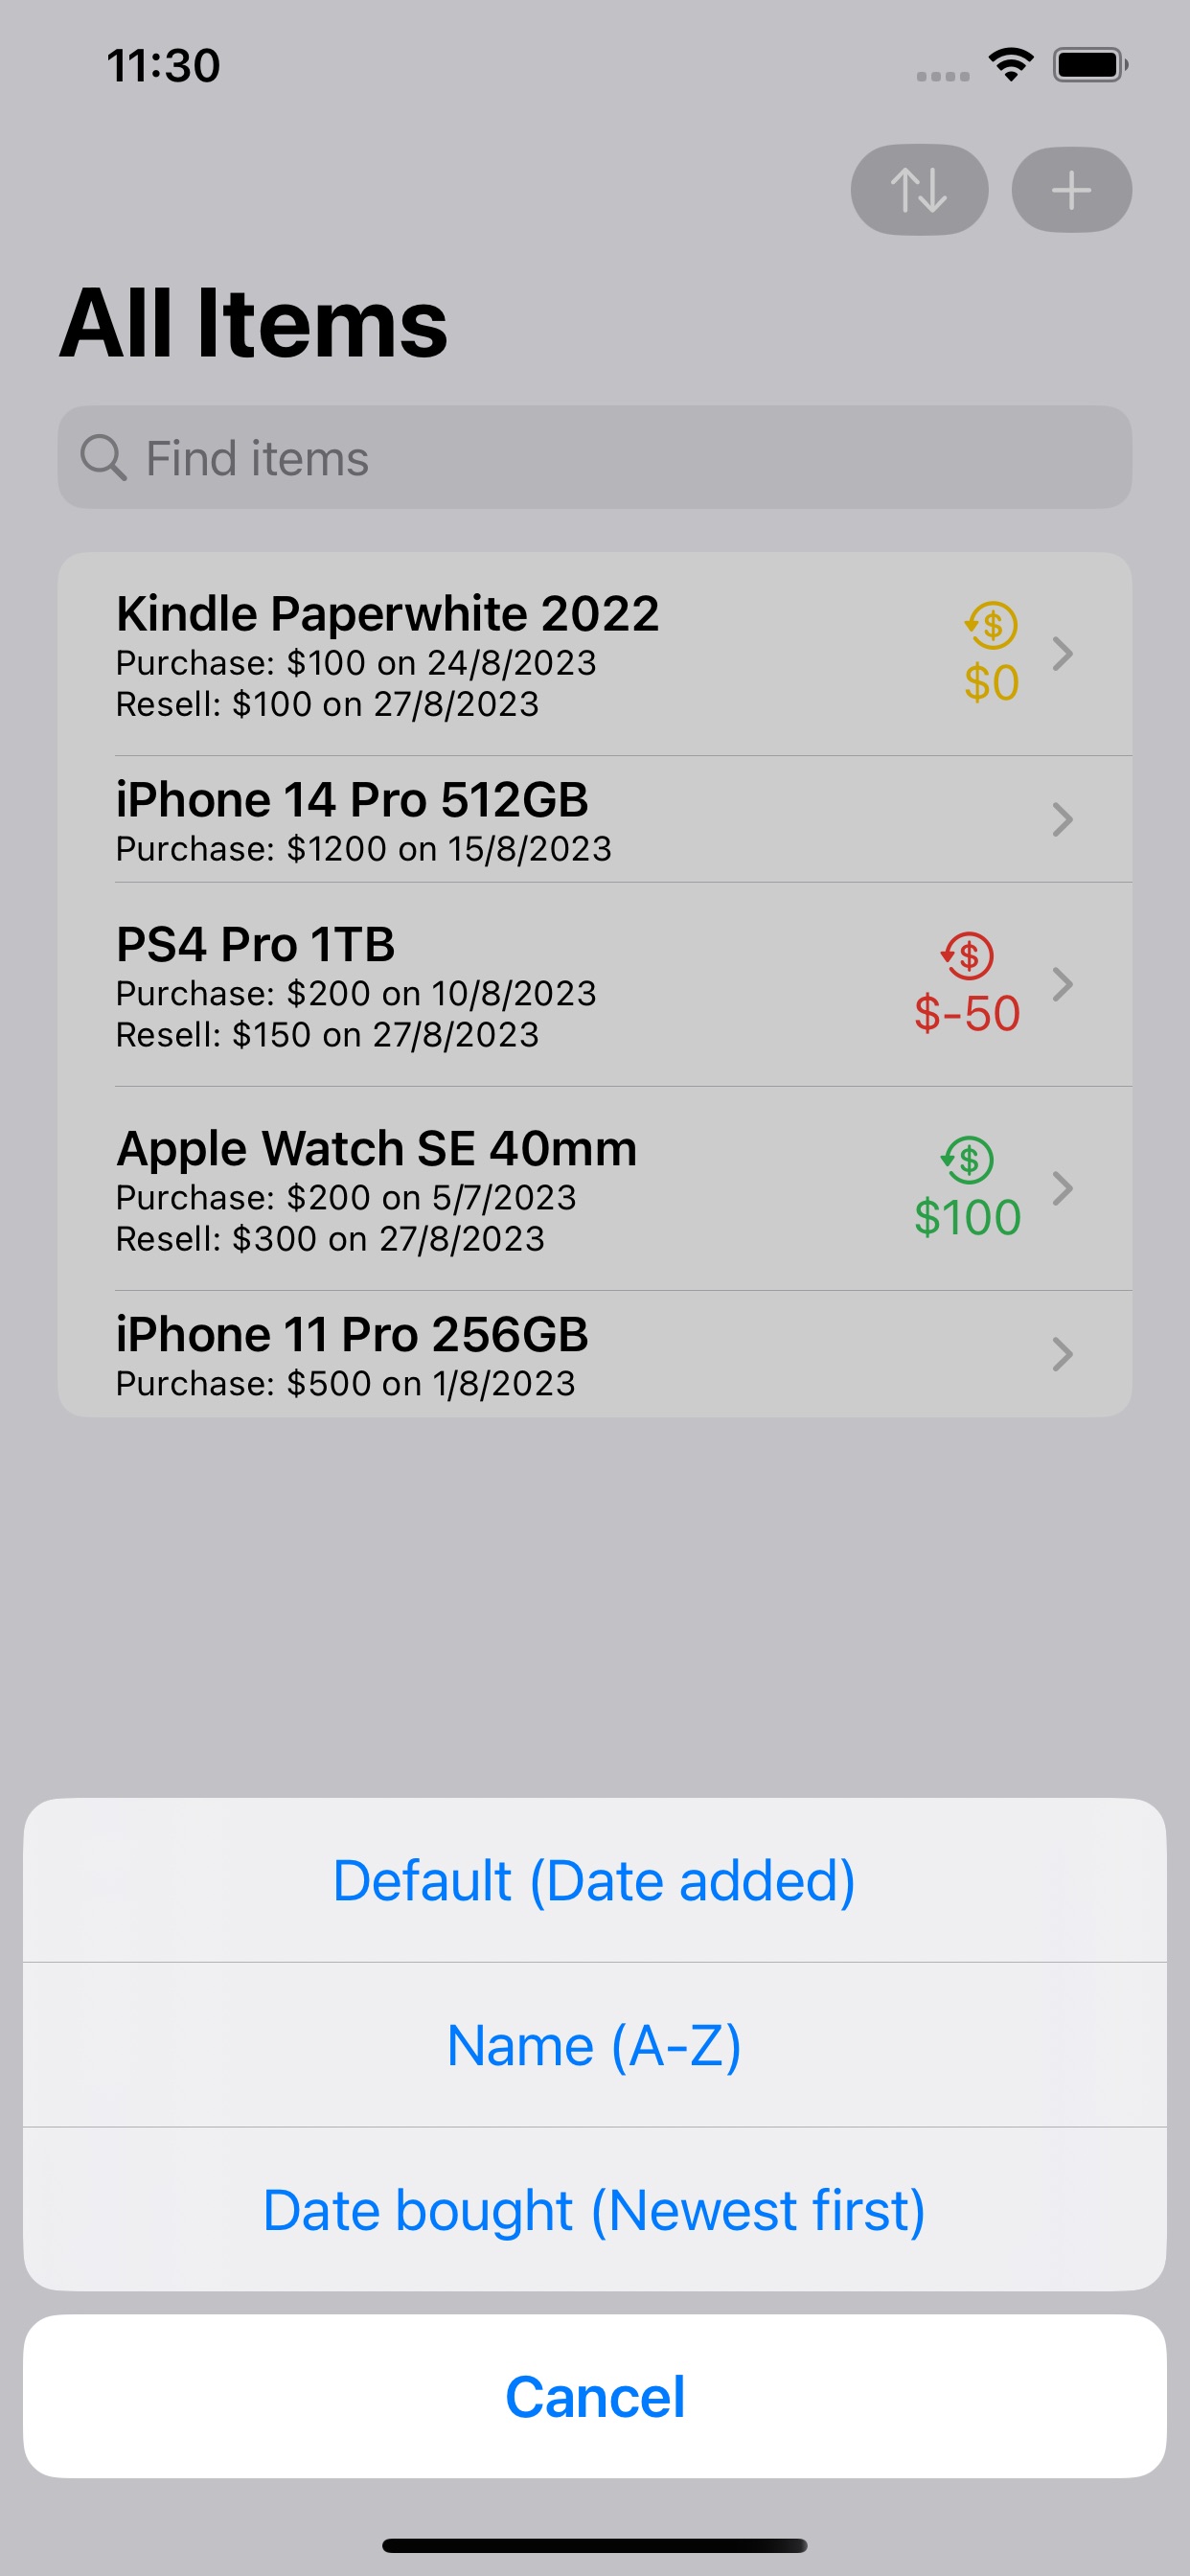 11:30
All Items
Find items
Kindle Paperwhite 2022
Purchase: $100 on 24/8/2023
Resell: $100 on 27/8/2023
$
$0
iPhone 14 Pro 512GB
Purchase: $1200 on 15/8/2023
PS4 Pro 1TB
Purchase: $200 on 10/8/2023
Resell: $150 on 27/8/2023
$
$-50
Apple Watch SE 40mm
Purchase: $200 on 5/7/2023
Resell: $300 on 27/8/2023
$
$100
iPhone 11 Pro 256GB
Purchase: $500 on 1/8/2023
Default (Date added)
Name (A-Z)
Date bought (Newest first)
Cancel